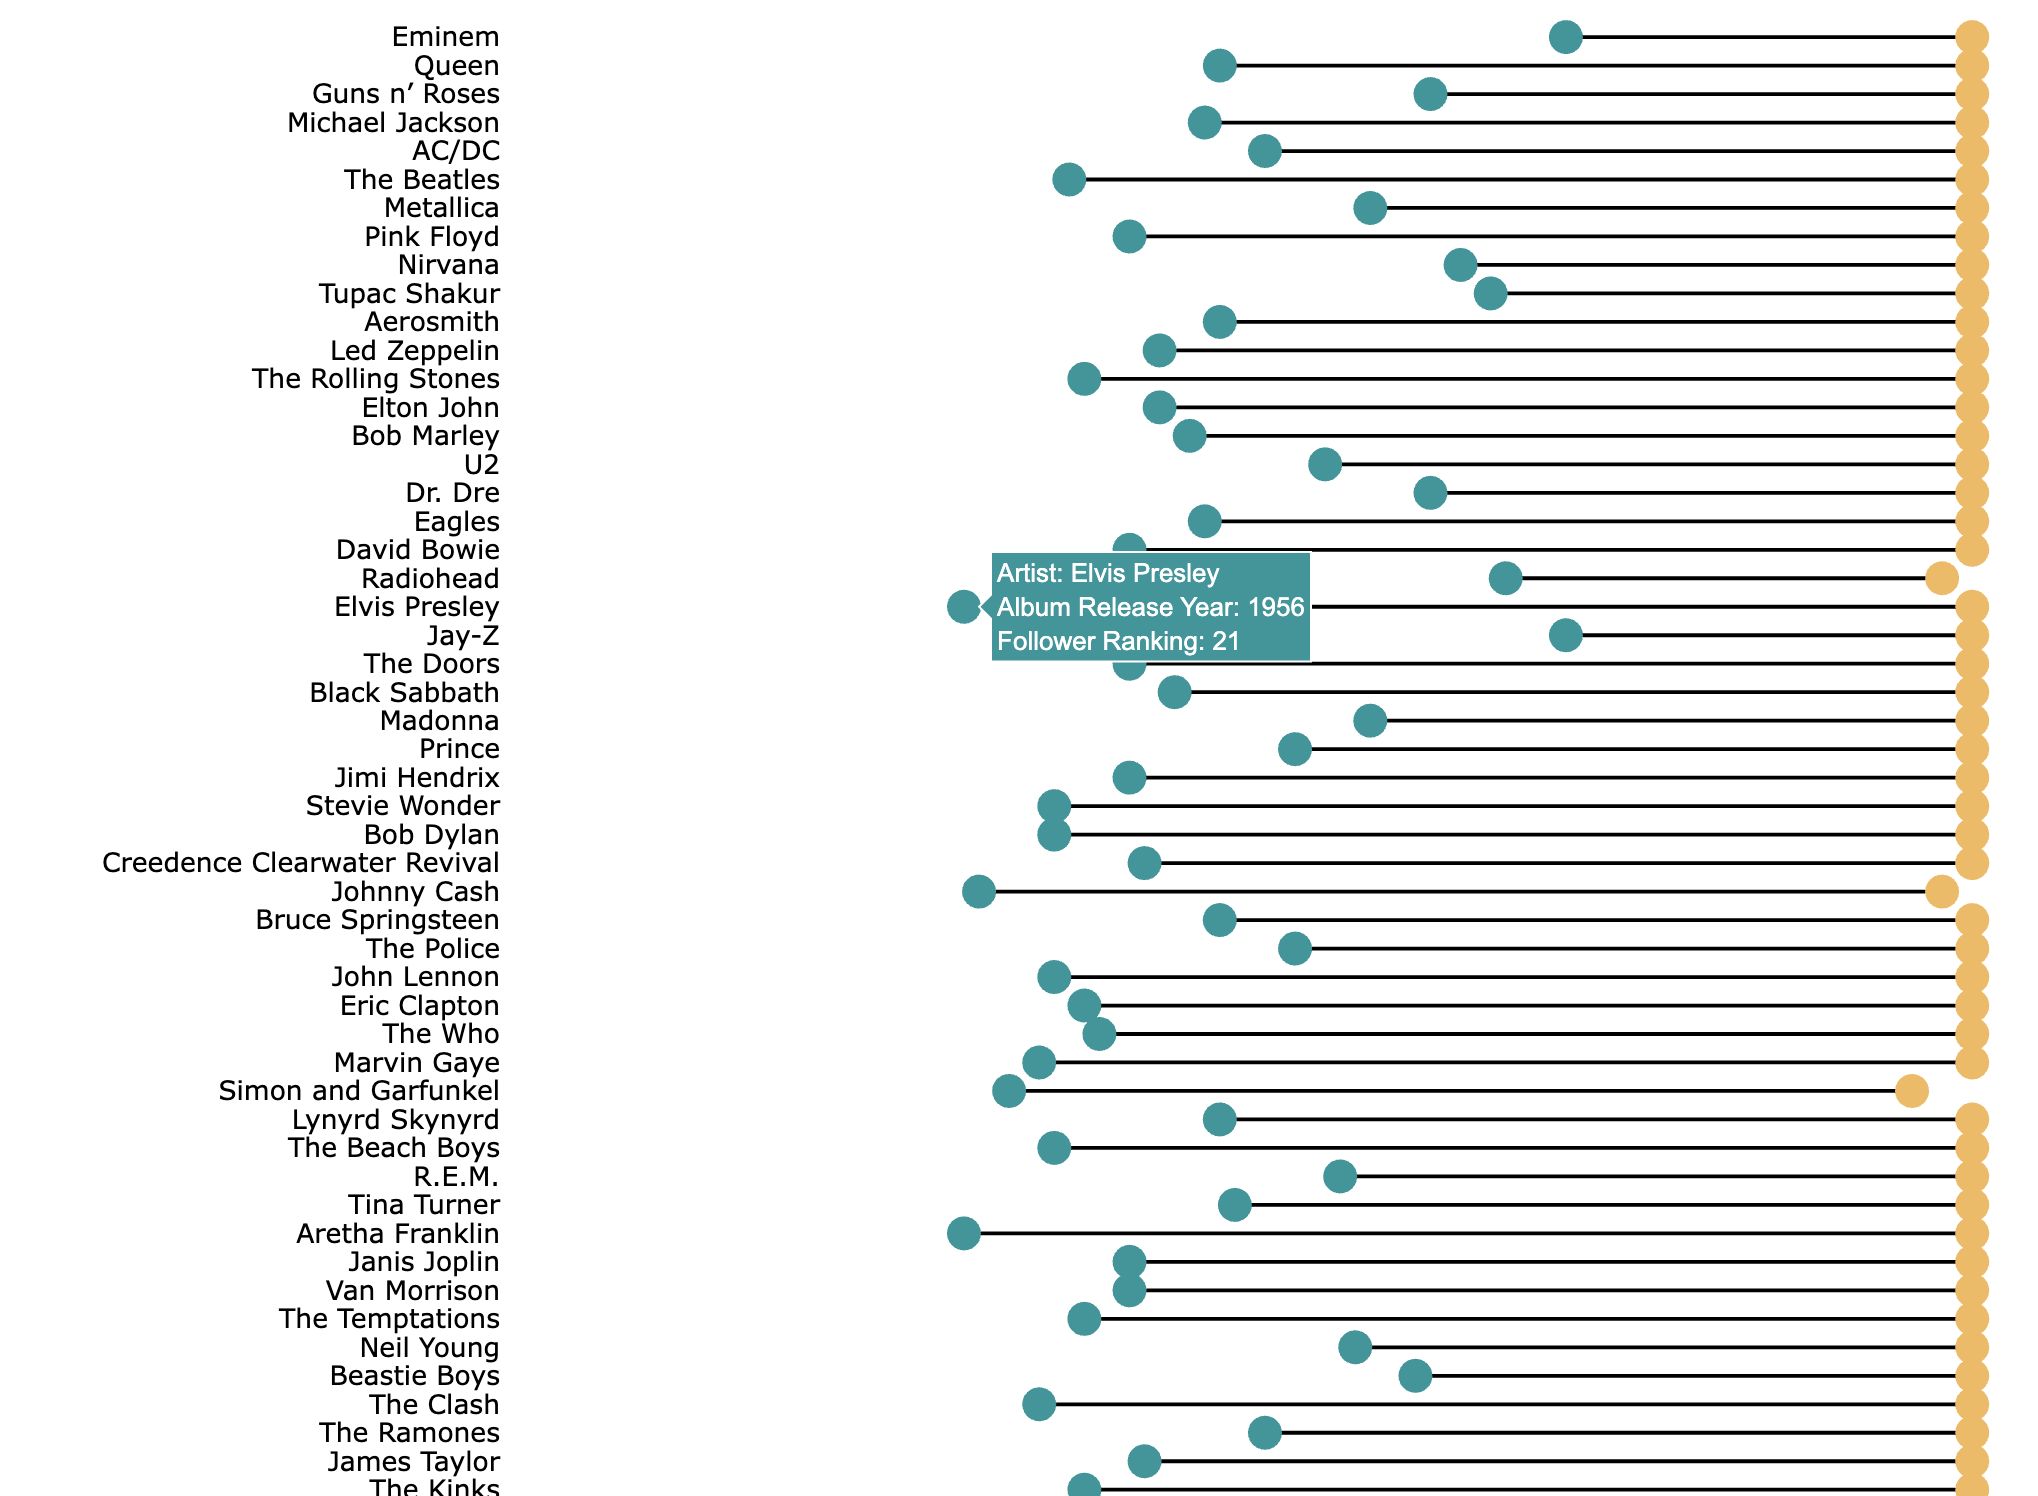 Eminem
Queen
Guns n’ Roses
Michael Jackson
AC/DC
The Beatles
Metallica
Pink Floyd
Nirvana
Tupac Shakur
Aerosmith
Led Zeppelin
The Rolling Stones
Elton John
Bob Marley
U2
Dr. Dre
Eagles
David Bowie
Radiohead
Elvis Presley
Jay-Z
The Doors
Black Sabbath
Madonna
Prince
Jimi Hendrix
Stevie Wonder
Bob Dylan
Creedence Clearwater Revival
Johnny Cash
Bruce Springsteen
The Police
John Lennon
Eric Clapton
The Who
Marvin Gaye
Simon and Garfunkel
Lynyrd Skynyrd
The Beach Boys
R.E.M.
Tina Turner
Aretha Franklin
Janis Joplin
Van Morrison
The Temptations
Neil Young
Beastie Boys
The Clash
The Ramones
James Taylor
The Kinks
Artist: Elvis Presley
Album Release Year: 1956
Follower Ranking: 21